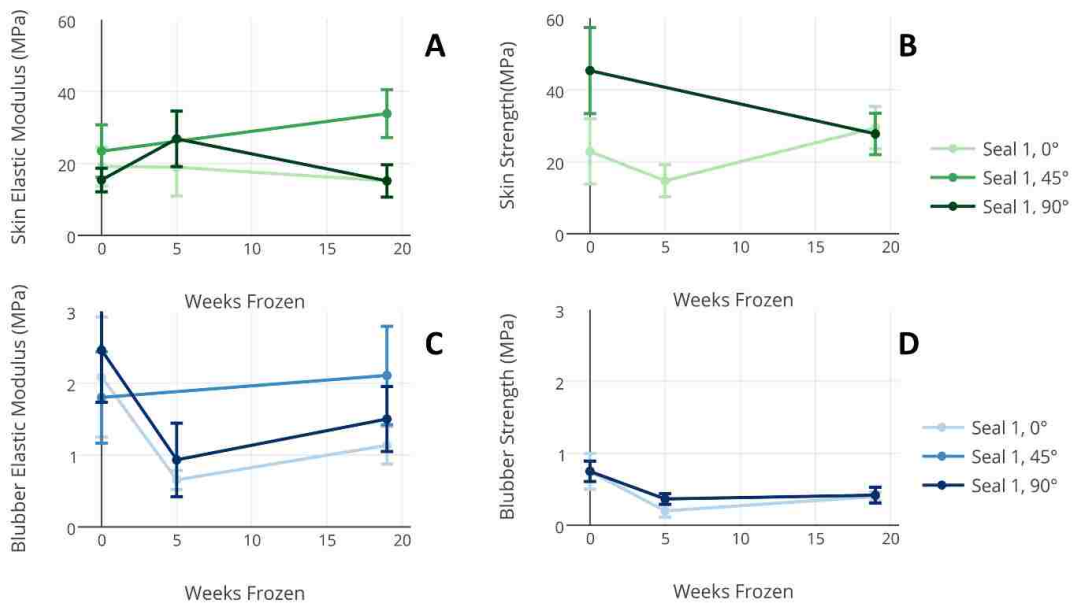 Skin Elastic Modulus (MPa)
60
40
20
0
0 5 10 15 20
Weeks Frozen
A
Skin Strength(MPa)
60
40
20
0
0 5 10 15 20
Weeks Frozen
B
Seal 1, 0°
Seal 1, 45°
Seal 1, 90°
Blubber Elastic Modulus (MPa)
3
2
1
0
0 5 10 15 20
Weeks Frozen
C
Blubber Strength (MPa)
3
2
1
0
0 5 10 15 20
Weeks Frozen
D
Seal 1, 0°
Seal 1, 45°
Seal 1, 90°